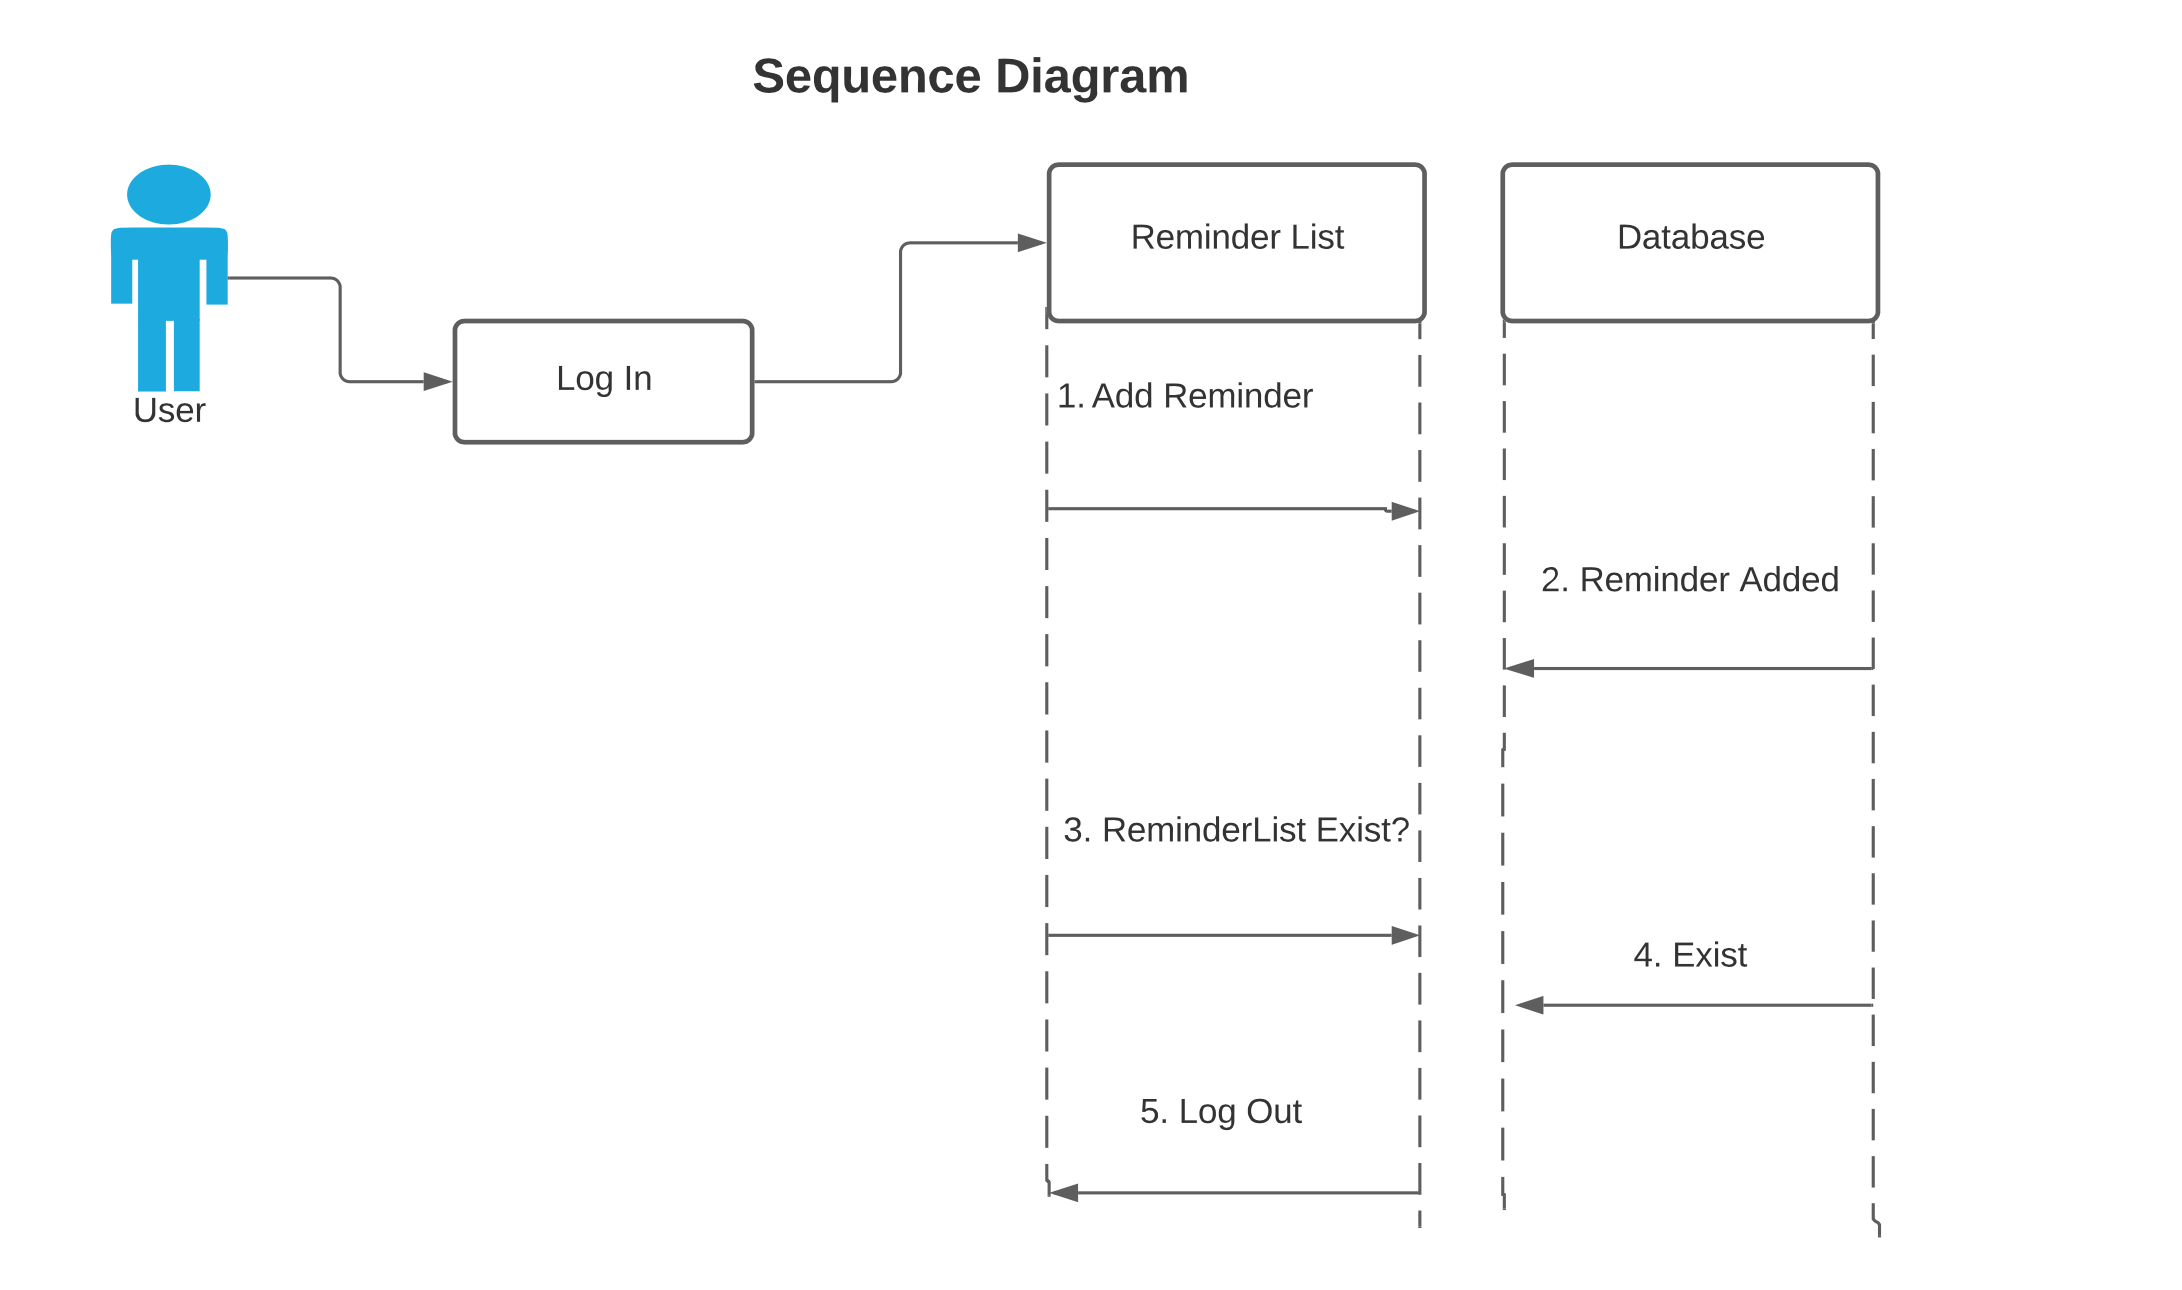 Sequence Diagram
User
Log In
Reminder List
Database
1. Add Reminder
2. Reminder Added
3. ReminderList Exist?
4. Exist
5. Log Out